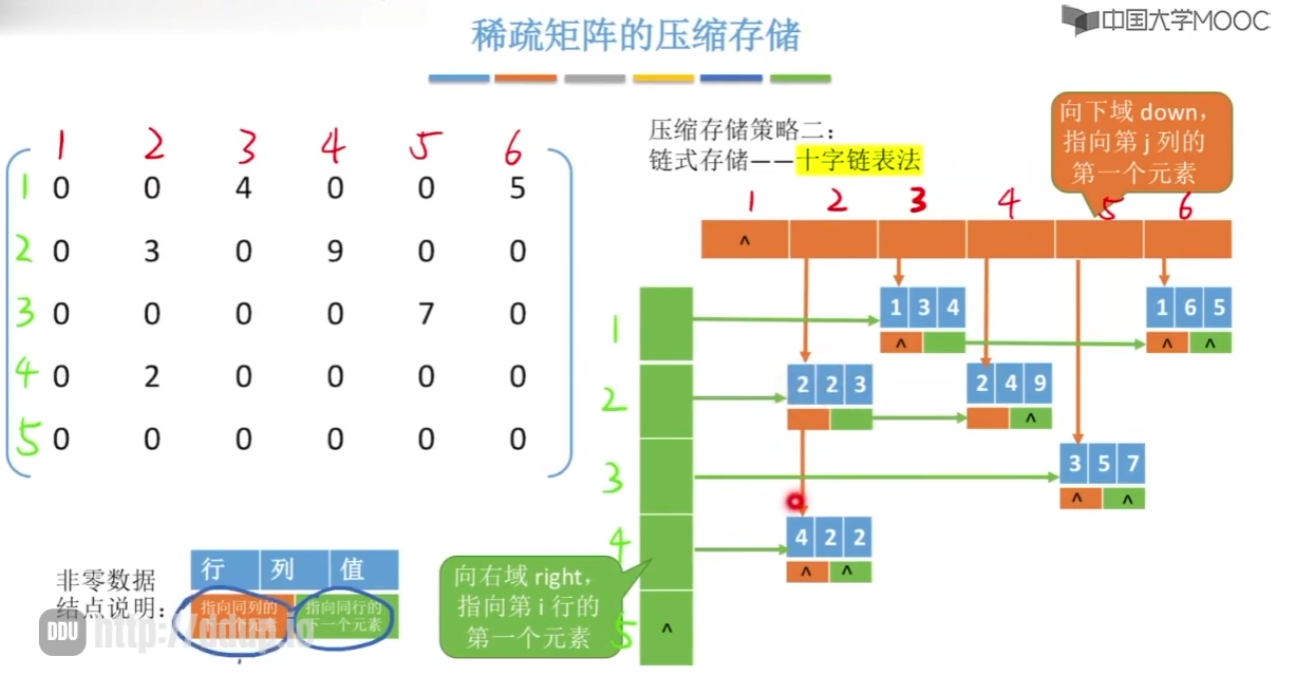 中国大学MOOC
稀疏矩阵的压缩存储
压缩存储策略二：
链式存储——十字链表法
向下域 down，
指向第 j 列的
第一个元素
1 2 3 4 5 6
1 0 0 4 0 0 5
2 0 3 0 9 0 0
3 0 0 0 0 7 0
4 0 2 0 0 0 0
5 0 0 0 0 0 0
1 2 3 4 5 6
^
1
1 3 4
1 6 5
^
^ ^
2
2 2 3
2 4 9
^
3
3 5 7
^ ^
4
4 2 2
^ ^
5
^
向右域 right，
指向第 i 行的
第一个元素
非零数据
结点说明：
行 列 值
指向同列的
个元素
指向同行的
下一个元素
DDU http://ddup.io